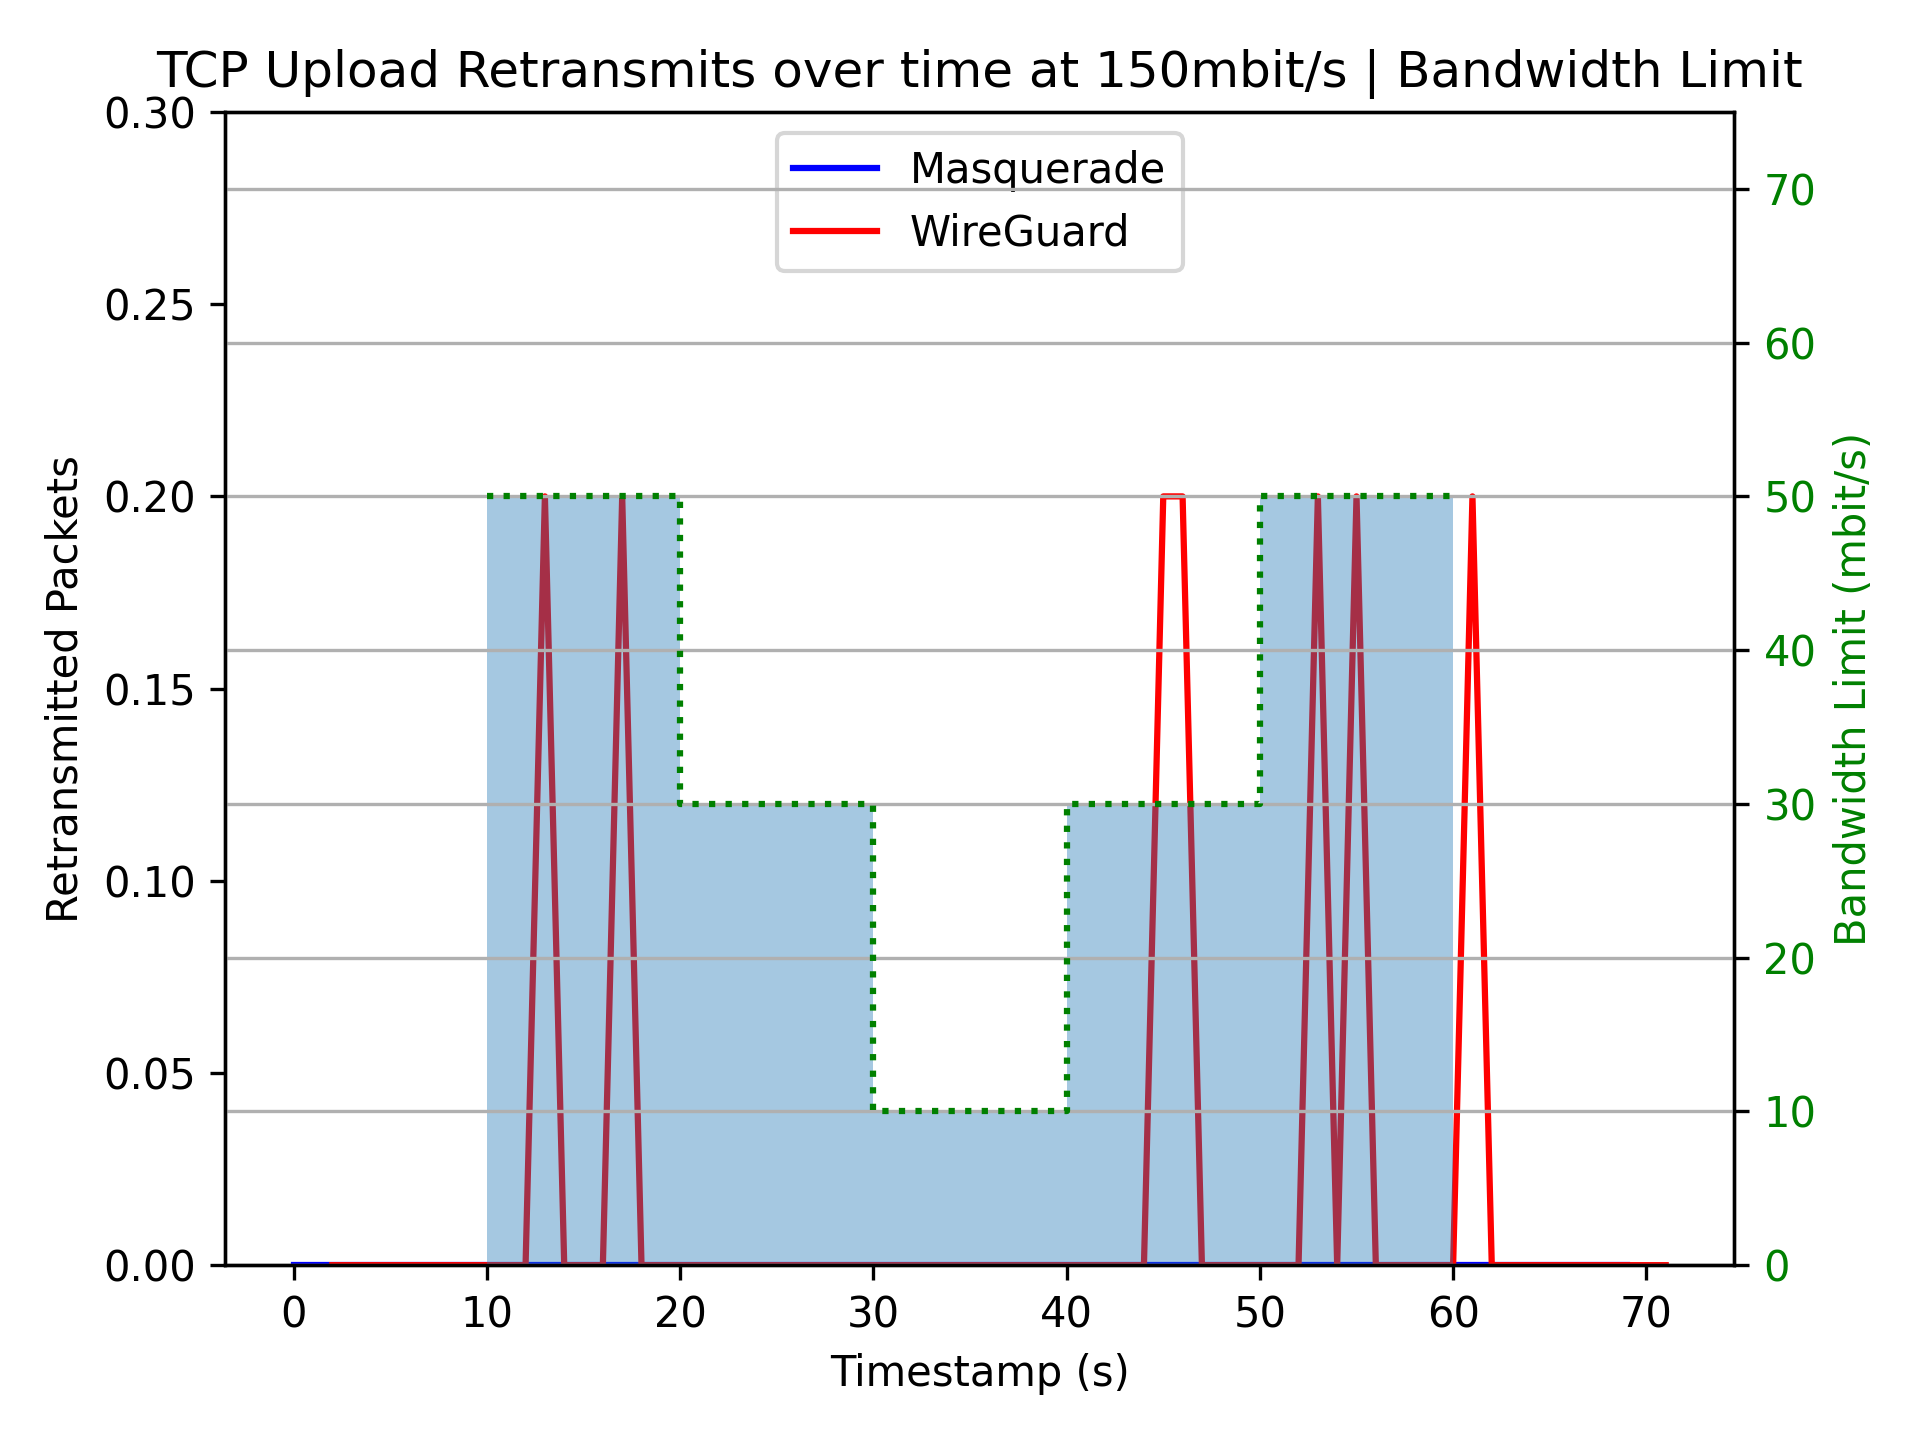 TCP Upload Retransmits over time at 150mbit/s | Bandwidth Limit
Masquerade
WireGuard
Retransmitted Packets
0.30
0.25
0.20
0.15
0.10
0.05
0.00
0 10 20 30 40 50 60 70
Timestamp (s)
70
60
50
40
30
20
10
0
Bandwidth Limit (mbit/s)